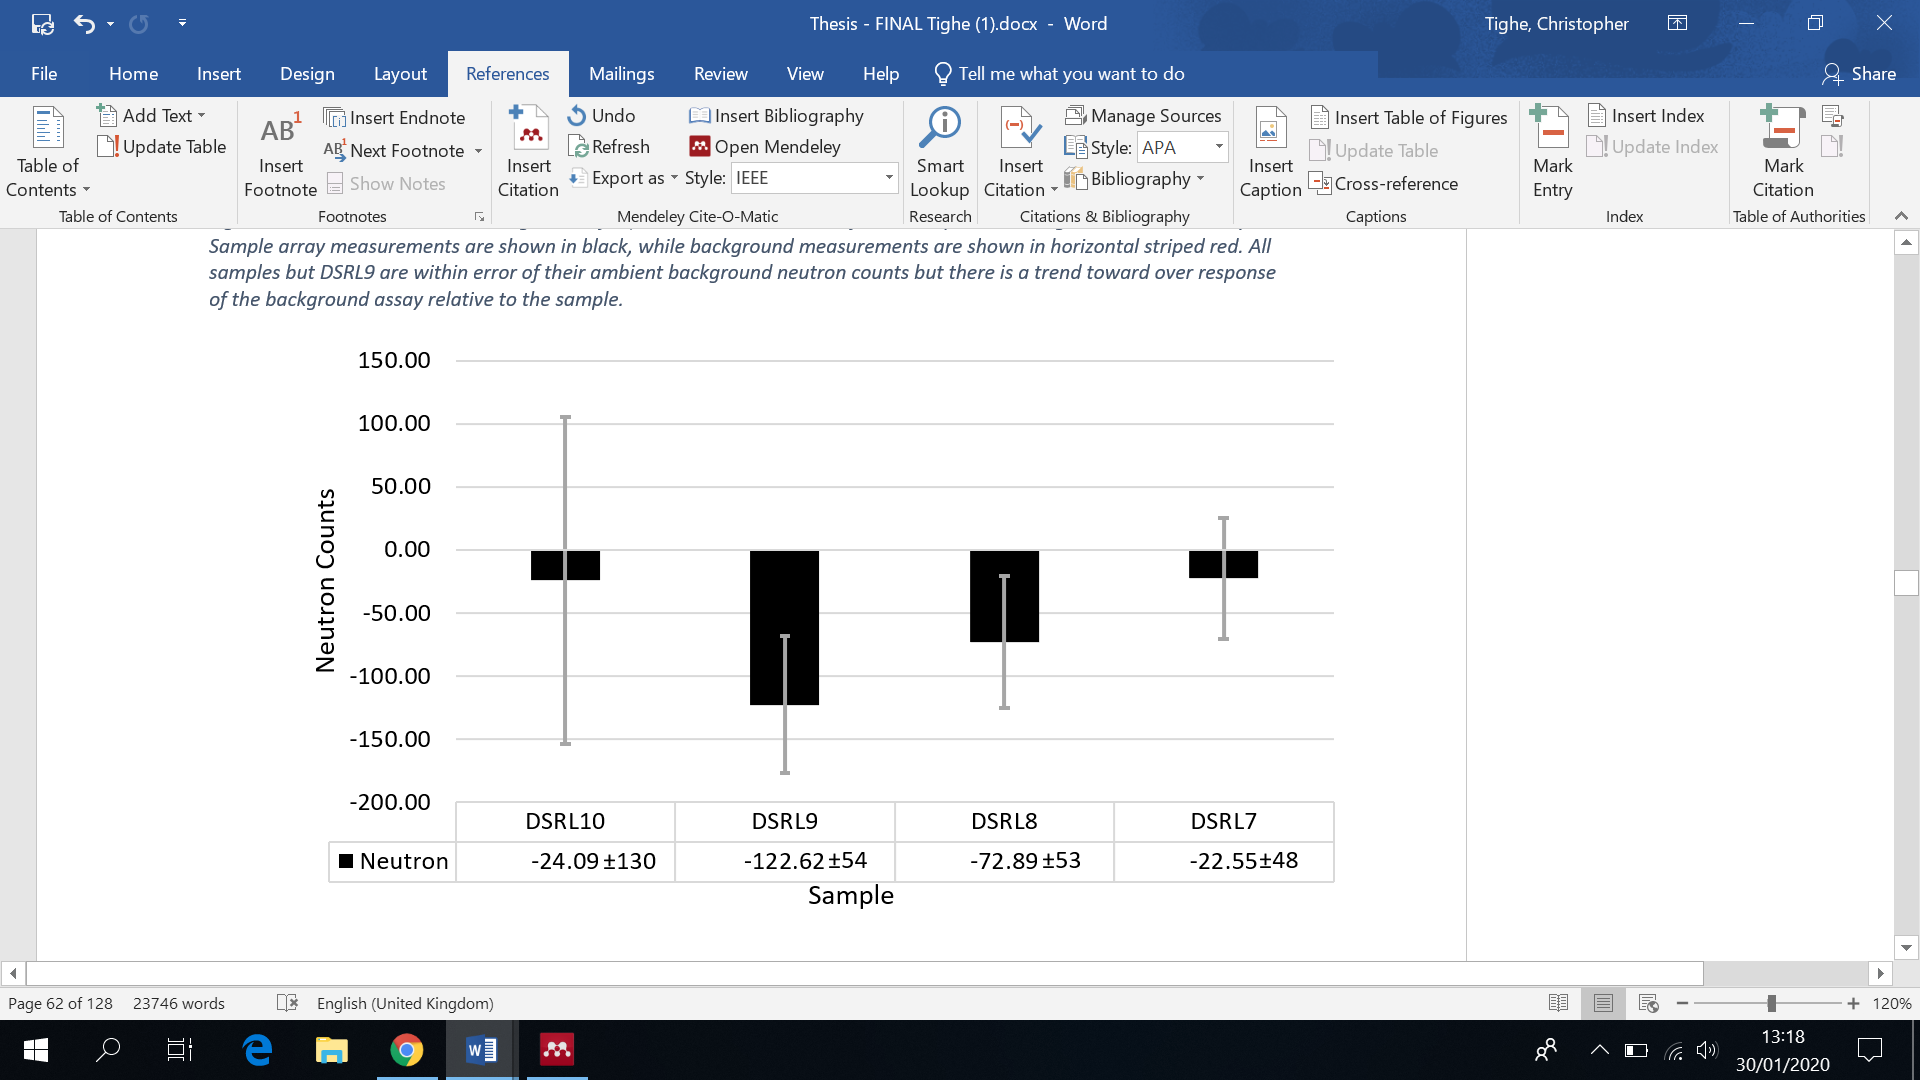 Thesis - FINAL Tighe (1).docx - Word
Tighe, Christopher
File Home Insert Design Layout References Mailings Review View Help Tell me what you want to do Share
Table of Contents
Add Text
Update Table
Table of Contents
AB1
Insert Footnote
Insert Endnote
AB1 Next Footnote
Show Notes
Footnotes
Insert Citation
Undo
Refresh
Export as
Insert Bibliography
Open Mendeley
Style: IEEE
Mendeley Cite-O-Matic
Smart Lookup
Research
Insert Citation
Manage Sources
Style: APA
Bibliography
Citations & Bibliography
Insert Caption
Insert Table of Figures
Update Table
Cross-reference
Captions
Mark Entry
Insert Index
Update Index
Index
Mark Citation
Table of Authorities
Sample array measurements are shown in black, while background measurements are shown in horizontal striped red. All
samples but DSRL9 are within error of their ambient background neutron counts but there is a trend toward over response
of the background assay relative to the sample.
150.00
100.00
50.00
0.00
-50.00
-100.00
-150.00
-200.00
Neutron Counts
DSRL10 DSRL9 DSRL8 DSRL7
Neutron -24.09 ±130 -122.62 ±54 -72.89 ±53 -22.55 ±48
Sample
Page 62 of 128 23746 words English (United Kingdom) 120%
13:18
30/01/2020